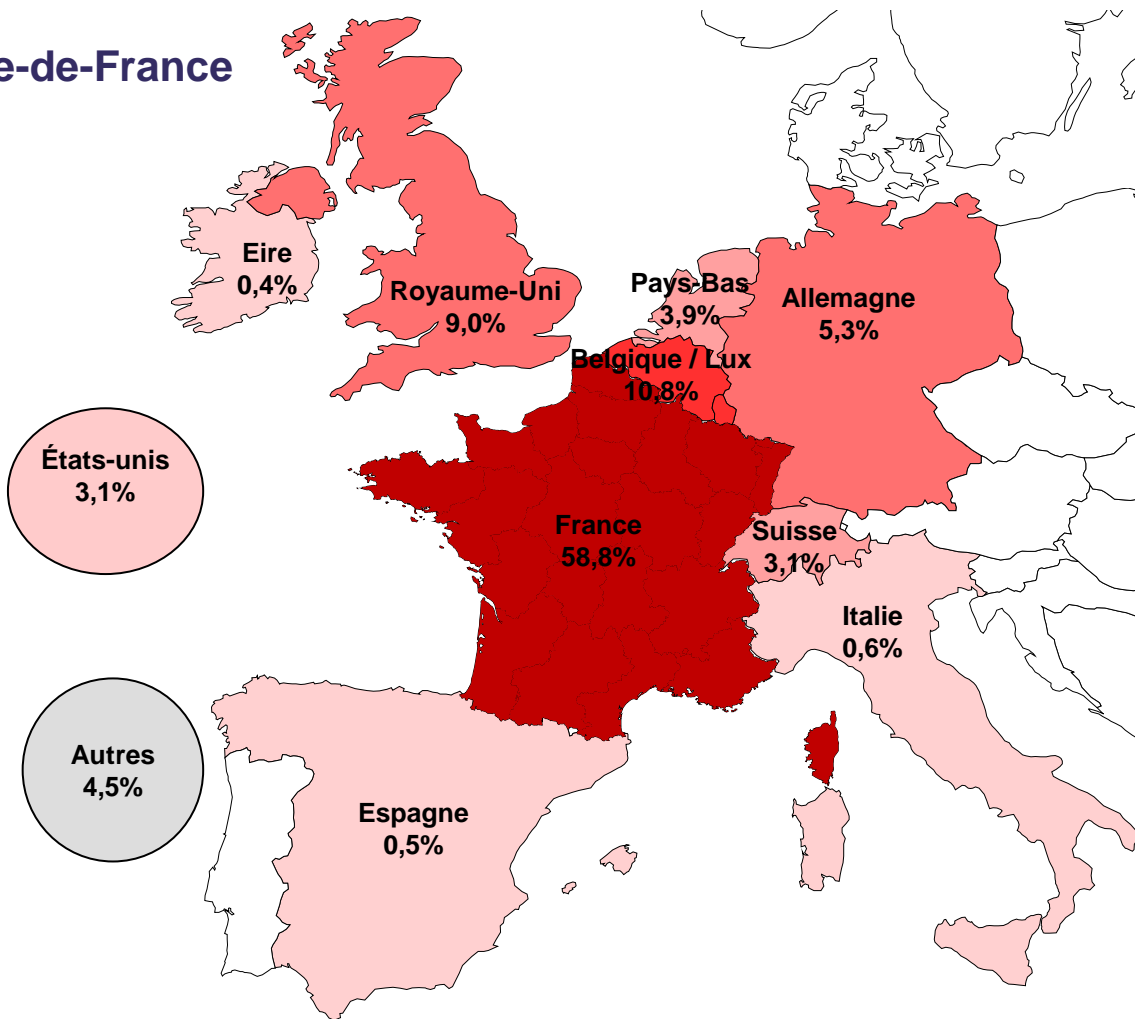 e-de-France
Eire
0,4%
Royaume-Uni
9,0%
Pays-Bas
3,9%
Allemagne
5,3%
Belgique / Lux
10,8%
États-unis
3,1%
France
58,8%
Suisse
3,1%
Italie
0,6%
Autres
4,5%
Espagne
0,5%